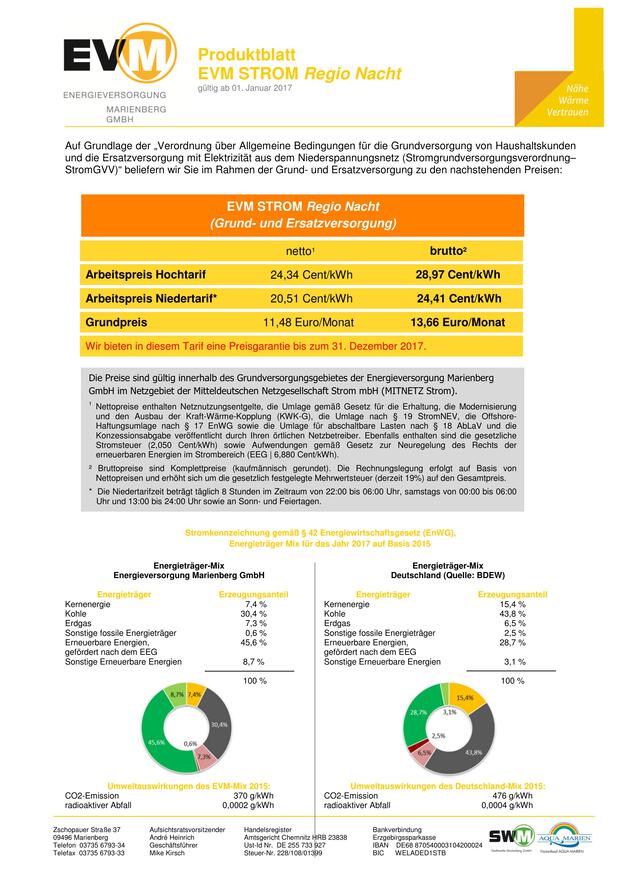 EVM
ENERGIEVERSORGUNG
MARIENBERG
GMBH
Produktblatt
EVM STROM Regio Nacht
gültig ab 01. Januar 2017
Nähe
Wärme
Vertrauen
Auf Grundlage der „Verordnung über Allgemeine Bedingungen für die Grundversorgung von Haushaltskunden
und die Ersatzversorgung mit Elektrizität aus dem Niederspannungsnetz (Stromgrundversorgungsverordnung–
StromGVV)“ beliefern wir Sie im Rahmen der Grund- und Ersatzversorgung zu den nachstehenden Preisen:
EVM STROM Regio Nacht
(Grund- und Ersatzversorgung)
netto¹ brutto²
Arbeitspreis Hochtarif 24,34 Cent/kWh 28,97 Cent/kWh
Arbeitspreis Niedertarif* 20,51 Cent/kWh 24,41 Cent/kWh
Grundpreis 11,48 Euro/Monat 13,66 Euro/Monat
Wir bieten in diesem Tarif eine Preisgarantie bis zum 31. Dezember 2017.
Die Preise sind gültig innerhalb des Grundversorgungsgebietes der Energieversorgung Marienberg
GmbH im Netzgebiet der Mitteldeutschen Netzgesellschaft Strom mbH (MITNETZ Strom).
¹ Nettopreise enthalten Netznutzungsentgelte, die Umlage gemäß Gesetz für die Erhaltung, die Modernisierung
und den Ausbau der Kraft-Wärme-Kopplung (KWK-G), die Umlage nach § 19 StromNEV, die Offshore-
Haftungsumlage nach § 17 EnWG sowie die Umlage für abschaltbare Lasten nach § 18 AbLaV und die
Konzessionsabgabe veröffentlicht durch Ihren örtlichen Netzbetreiber. Ebenfalls enthalten sind die gesetzliche
Stromsteuer (2,050 Cent/kWh) sowie Aufwendungen gemäß Gesetz zur Neuregelung des Rechts der
erneuerbaren Energien im Strombereich (EEG | 6,880 Cent/kWh).
² Bruttopreise sind Komplettpreise (kaufmännisch gerundet). Die Rechnungslegung erfolgt auf Basis von
Nettopreisen und erhöht sich um die gesetzlich festgelegte Mehrwertsteuer (derzeit 19%) auf den Gesamtpreis.
* Die Niedertarifzeit beträgt täglich 8 Stunden im Zeitraum von 22:00 bis 06:00 Uhr, samstags von 00:00 bis 06:00
Uhr und 13:00 bis 24:00 Uhr sowie an Sonn- und Feiertagen.
Stromkennzeichnung gemäß § 42 Energiewirtschaftsgesetz (EnWG),
Energieträger Mix für das Jahr 2017 auf Basis 2015
Energieträger-Mix
Energieversorgung Marienberg GmbH
Energieträger Erzeugungsanteil
Kernenergie 7,4 %
Kohle 30,4 %
Erdgas 7,3 %
Sonstige fossile Energieträger 0,6 %
Erneuerbare Energien, 45,6 %
gefördert nach dem EEG
Sonstige Erneuerbare Energien 8,7 %
100 %
8,7% 7,4%
30,4%
45,6% 0,6%
7,3%
Umweltauswirkungen des EVM-Mix 2015:
CO2-Emission 370 g/kWh
radioaktiver Abfall 0,0002 g/kWh
Energieträger-Mix
Deutschland (Quelle: BDEW)
Energieträger Erzeugungsanteil
Kernenergie 15,4 %
Kohle 43,8 %
Erdgas 6,5 %
Sonstige fossile Energieträger 2,5 %
Erneuerbare Energien, 28,7 %
gefördert nach dem EEG
Sonstige Erneuerbare Energien 3,1 %
100 %
15,4%
28,7% 3,1%
2,5%
6,5% 43,8%
Umweltauswirkungen des Deutschland-Mix 2015:
CO2-Emission 476 g/kWh
radioaktiver Abfall 0,0004 g/kWh
Zschopauer Straße 37
09496 Marienberg
Telefon 03735 6793-34
Telefax 03735 6793-33
Aufsichtsratsvorsitzender
André Heinrich
Geschäftsführer
Mike Kirsch
Handelsregister
Amtsgericht Chemnitz HRB 23838
Ust-Id Nr. DE 255 733 927
Steuer-Nr. 228/108/01399
Bankverbindung
Erzgebirgssparkasse
IBAN DE68 870540003104200024
BIC WELADED1STB
SWM
Stadtwerke Marienberg GmbH
AQUA MARIEN
Freizeitbad AQUA MARIEN